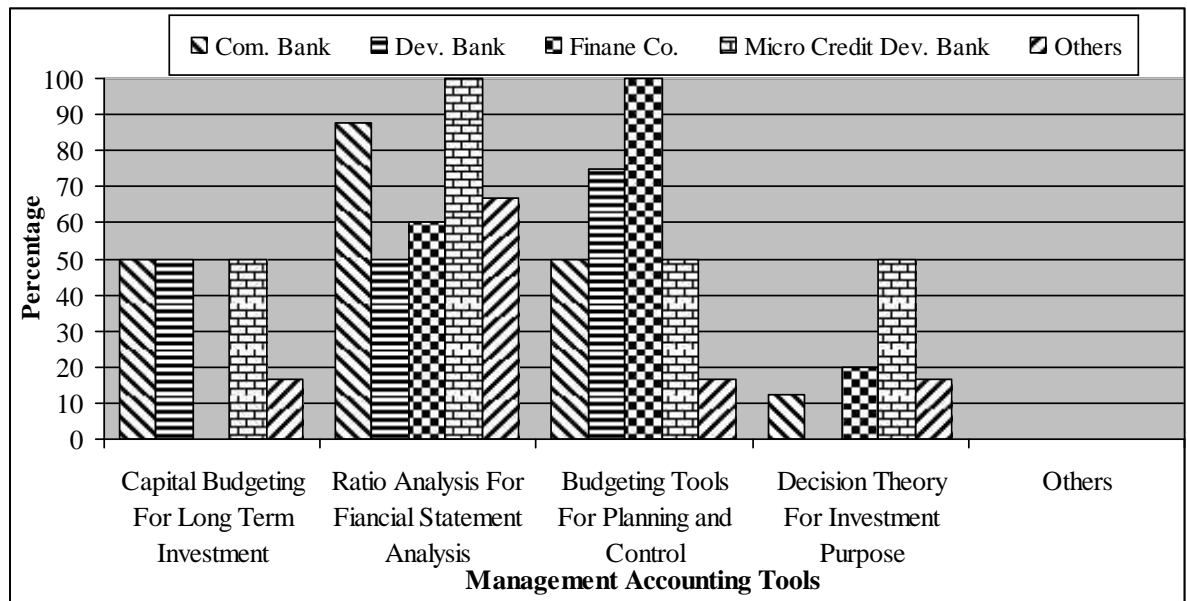 Com. Bank Dev. Bank Finane Co. Micro Credit Dev. Bank Others
100
90
80
70
60
50
40
30
20
10
0
Percentage
Capital Budgeting
For Long Term
Investment
Ratio Analysis For
Fiancial Statement
Analysis
Budgeting Tools
For Planning and
Control
Decision Theory
For Investment
Purpose
Others
Management Accounting Tools